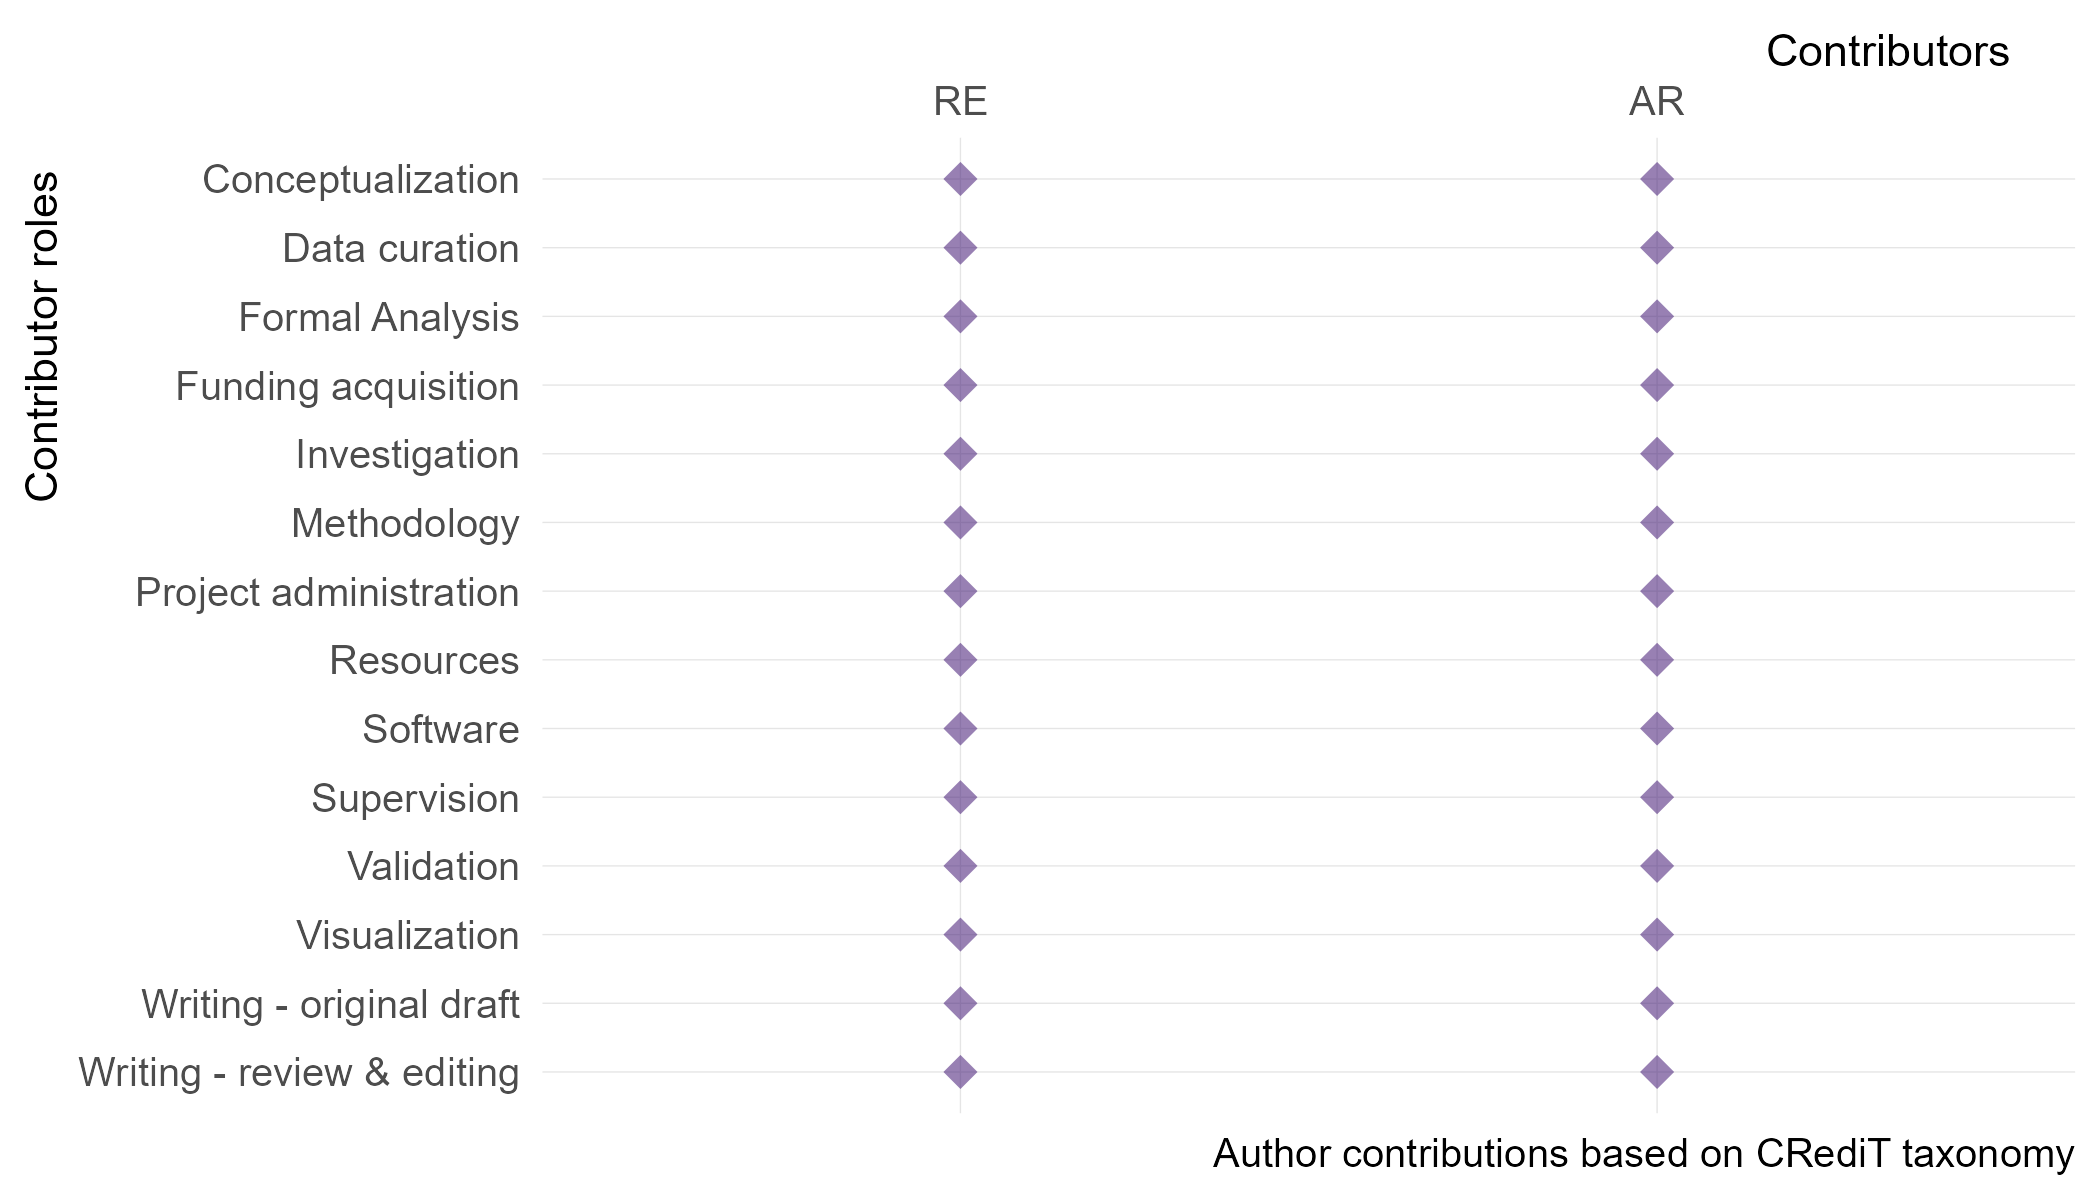 Contributors
RE AR
Contributor roles
Conceptualization
Data curation
Formal Analysis
Funding acquisition
Investigation
Methodology
Project administration
Resources
Software
Supervision
Validation
Visualization
Writing - original draft
Writing - review & editing
Author contributions based on CRediT taxonomy